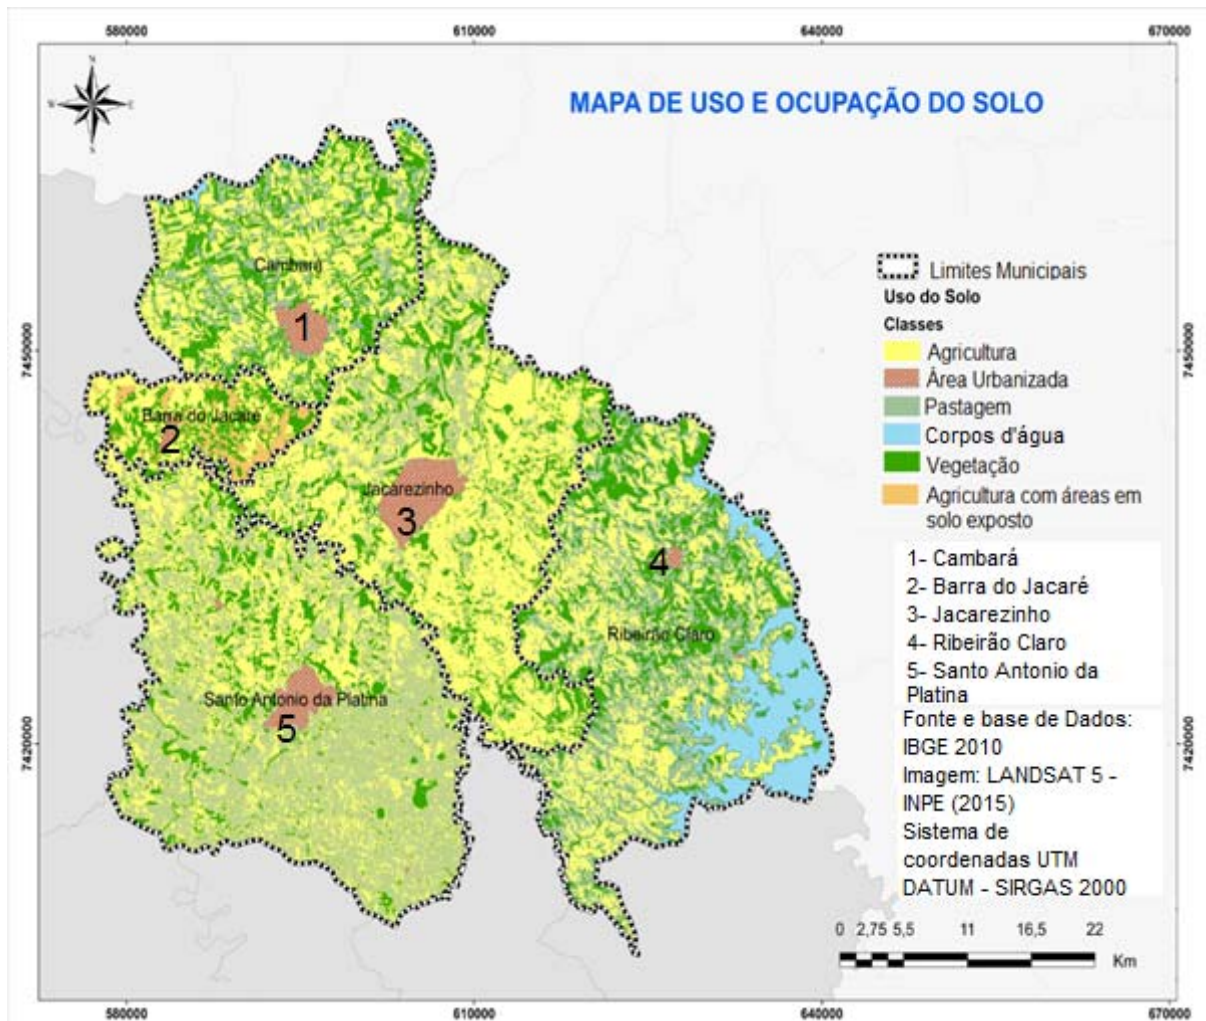 580000 610000 640000 670000
N
MAPA DE USO E OCUPAÇÃO DO SOLO
Cambará
1
7450000
7450000
Barra do Jacaré
2
Jacarezinho
3
4
Ribeirão Claro
Santo Antonio da Platina
5
7420000
7420000
Limites Municipais
Uso do Solo
Classes
Agricultura
Área Urbanizada
Pastagem
Corpos d'água
Vegetação
Agricultura com áreas em
solo exposto
1- Cambará
2- Barra do Jacaré
3- Jacarezinho
4- Ribeirão Claro
5- Santo Antonio da
Platina
Fonte e base de Dados:
IBGE 2010
Imagem: LANDSAT 5 -
INPE (2015)
Sistema de
coordenadas UTM
DATUM - SIRGAS 2000
0 2,75 5,5 11 16,5 22
Km
580000 610000 640000 670000